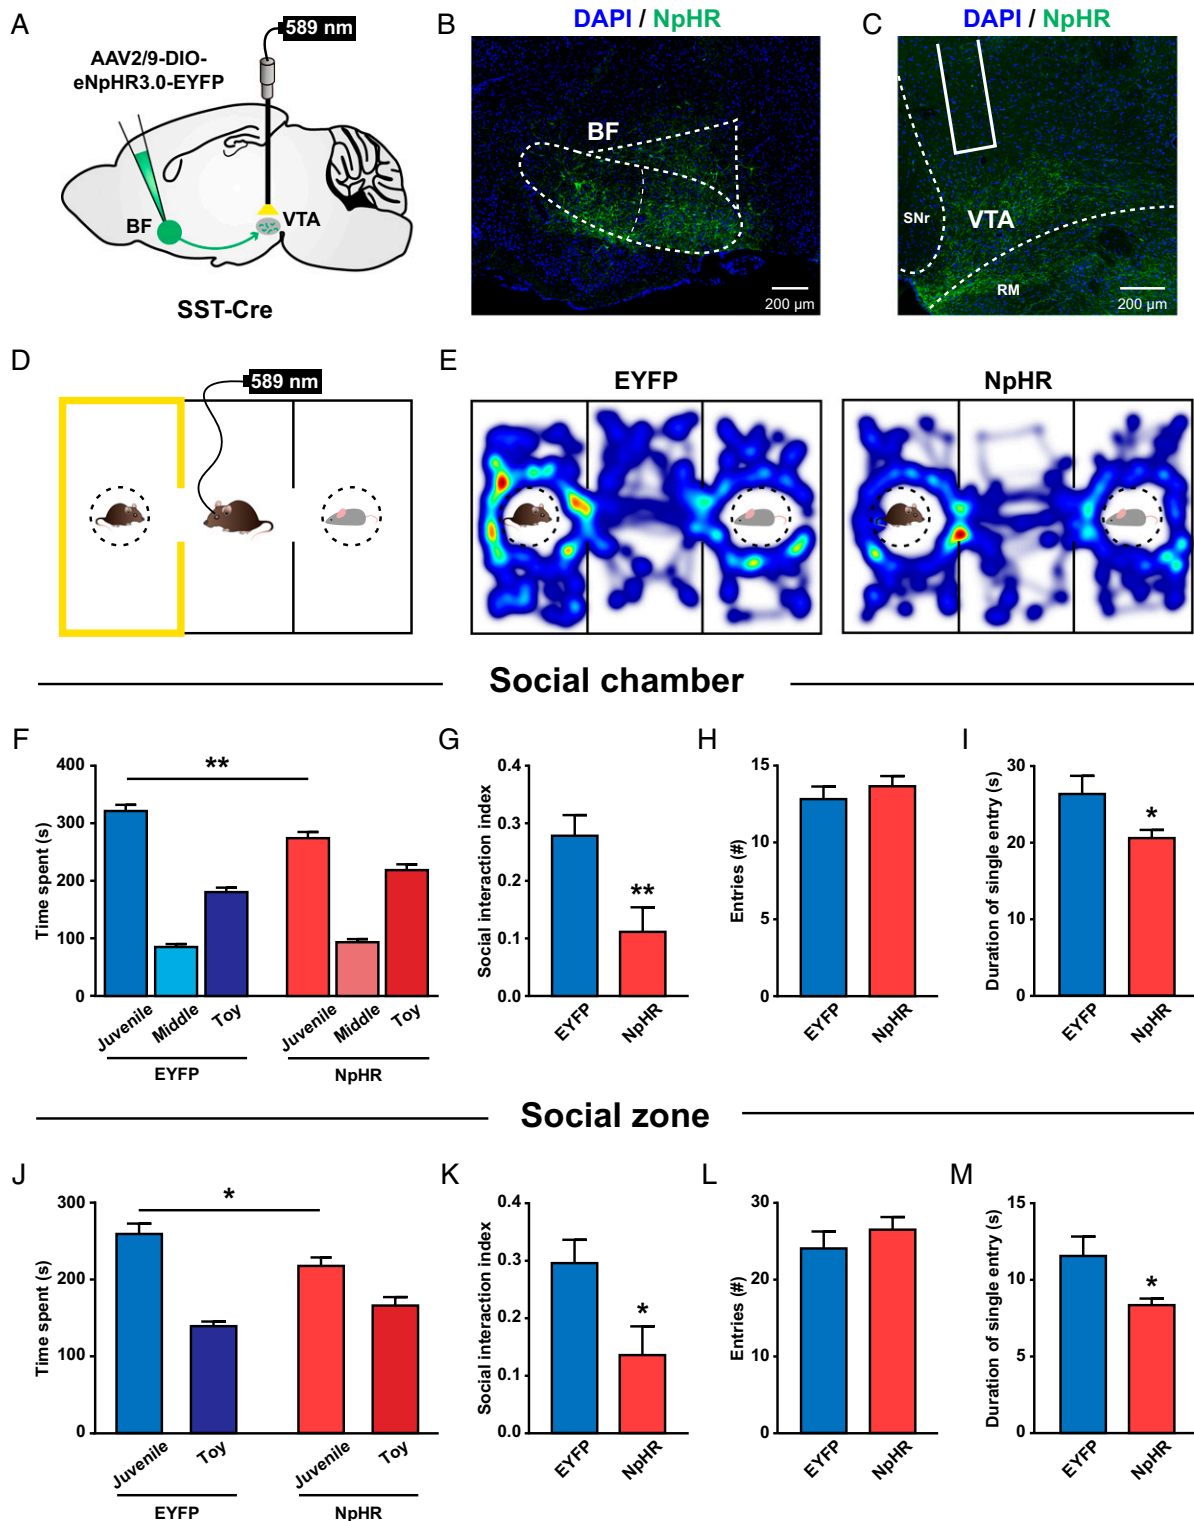 A
589 nm
AAV2/9-DIO-
eNpHR3.0-EYFP
BF
VTA
SST-Cre
B
DAPI / NpHR
BF
200 µm
C
DAPI / NpHR
SNr
VTA
RM
200 µm
D
589 nm
E
EYFP
NpHR
Social chamber
F
Time spent (s)
400
300
200
100
0
**
Juvenile
Middle
Toy
Juvenile
Middle
Toy
EYFP
NpHR
G
Social interaction index
0.4
0.3
0.2
0.1
0.0
**
EYFP
NpHR
H
Entries (#)
15
10
5
0
EYFP
NpHR
I
Duration of single entry (s)
30
20
10
0
*
EYFP
NpHR
Social zone
J
Time spent (s)
300
200
100
0
*
Juvenile
Toy
Juvenile
Toy
EYFP
NpHR
K
Social interaction index
0.4
0.3
0.2
0.1
0.0
*
EYFP
NpHR
L
Entries (#)
30
20
10
0
EYFP
NpHR
M
Duration of single entry (s)
15
10
5
0
*
EYFP
NpHR